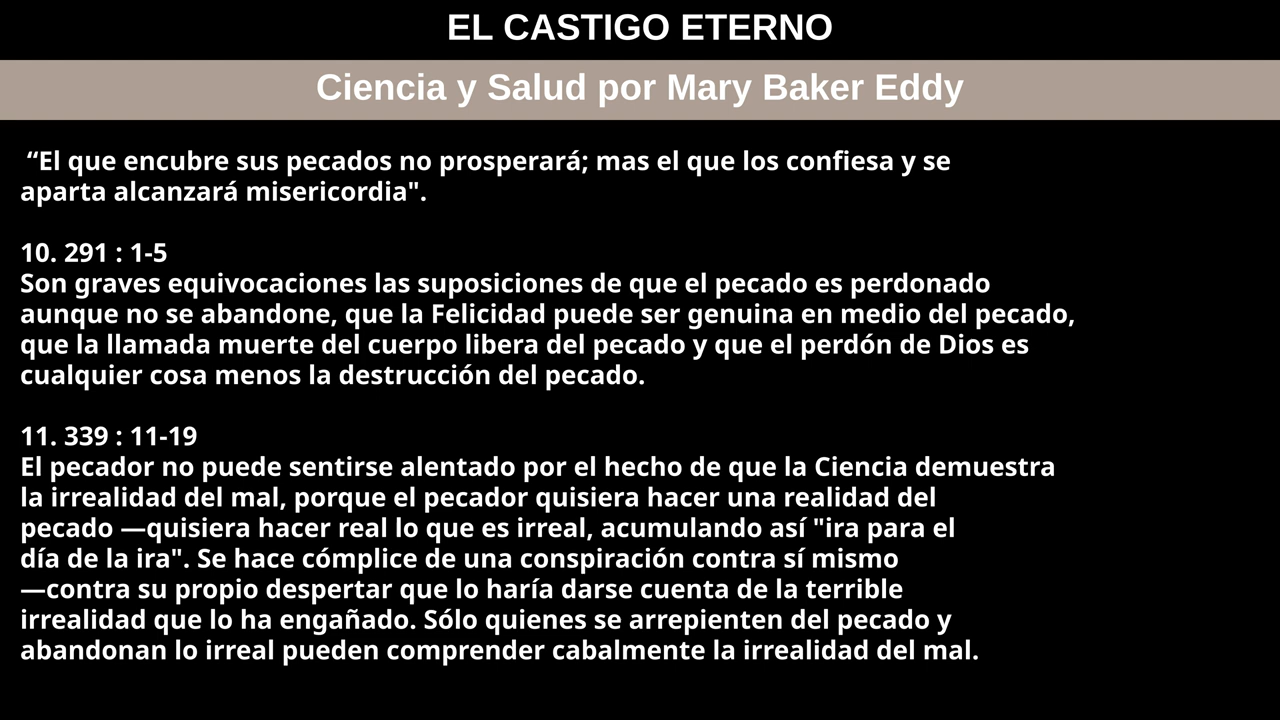 EL CASTIGO ETERNO
Ciencia y Salud por Mary Baker Eddy
“El que encubre sus pecados no prosperará; mas el que los confiesa y se
aparta alcanzará misericordia".
10. 291 : 1-5
Son graves equivocaciones las suposiciones de que el pecado es perdonado
aunque no se abandone, que la Felicidad puede ser genuina en medio del pecado,
que la llamada muerte del cuerpo libera del pecado y que el perdón de Dios es
cualquier cosa menos la destrucción del pecado.
11. 339 : 11-19
El pecador no puede sentirse alentado por el hecho de que la Ciencia demuestra
la irrealidad del mal, porque el pecador quisiera hacer una realidad del
pecado —quisiera hacer real lo que es irreal, acumulando así "ira para el
día de la ira". Se hace cómplice de una conspiración contra sí mismo
—contra su propio despertar que lo haría darse cuenta de la terrible
irrealidad que lo ha engañado. Sólo quienes se arrepienten del pecado y
abandonan lo irreal pueden comprender cabalmente la irrealidad del mal.